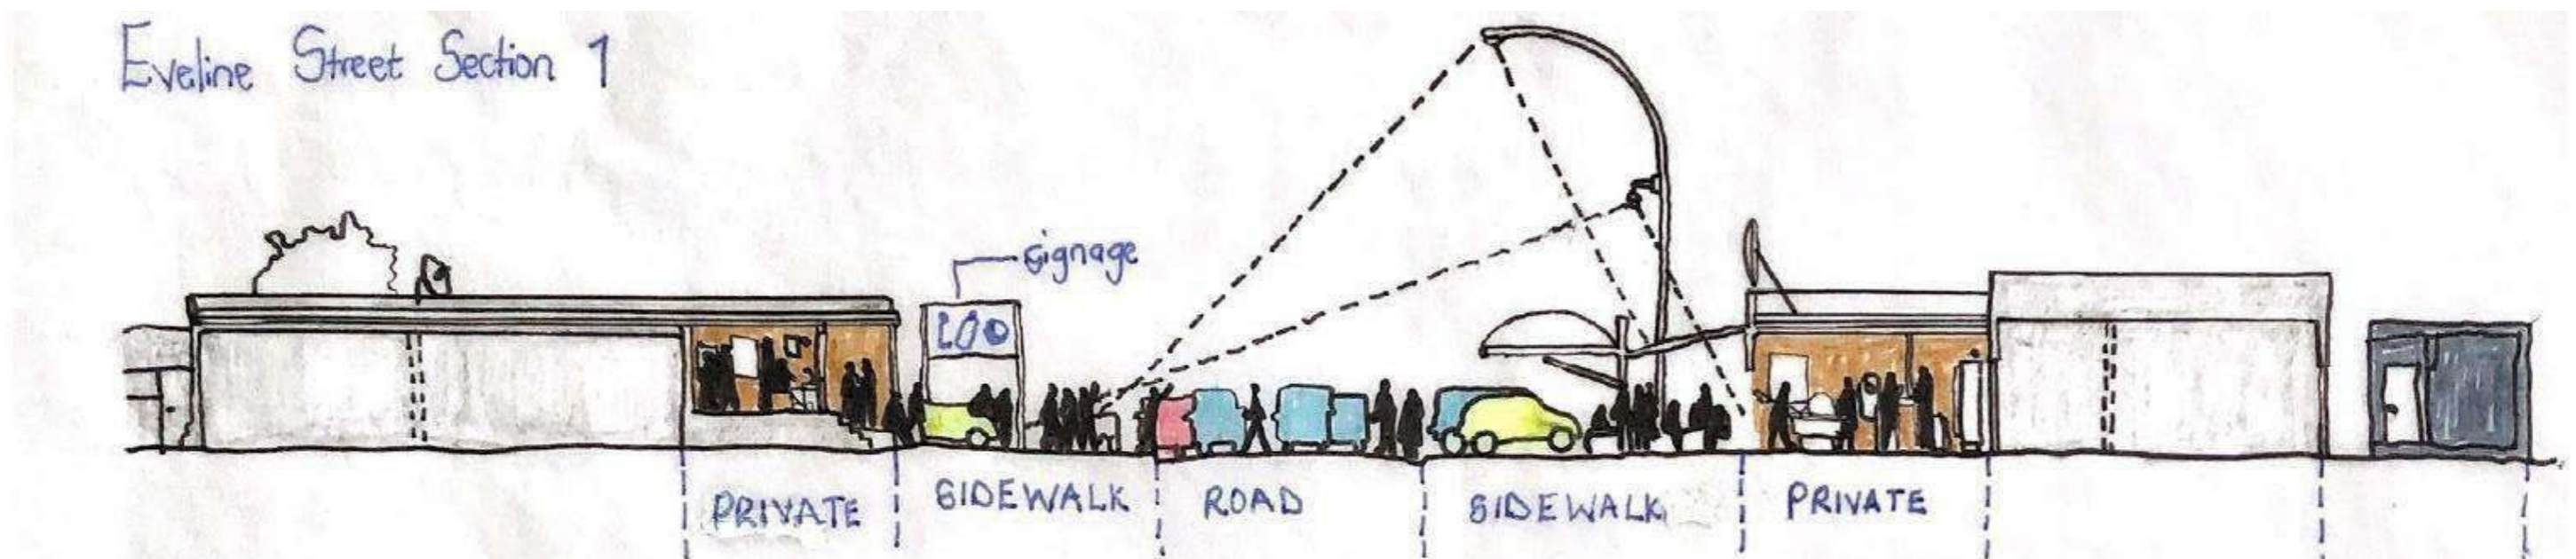 Eveline Street Section 1
signage
PRIVATE
SIDEWALK
ROAD
SIDEWALK
PRIVATE